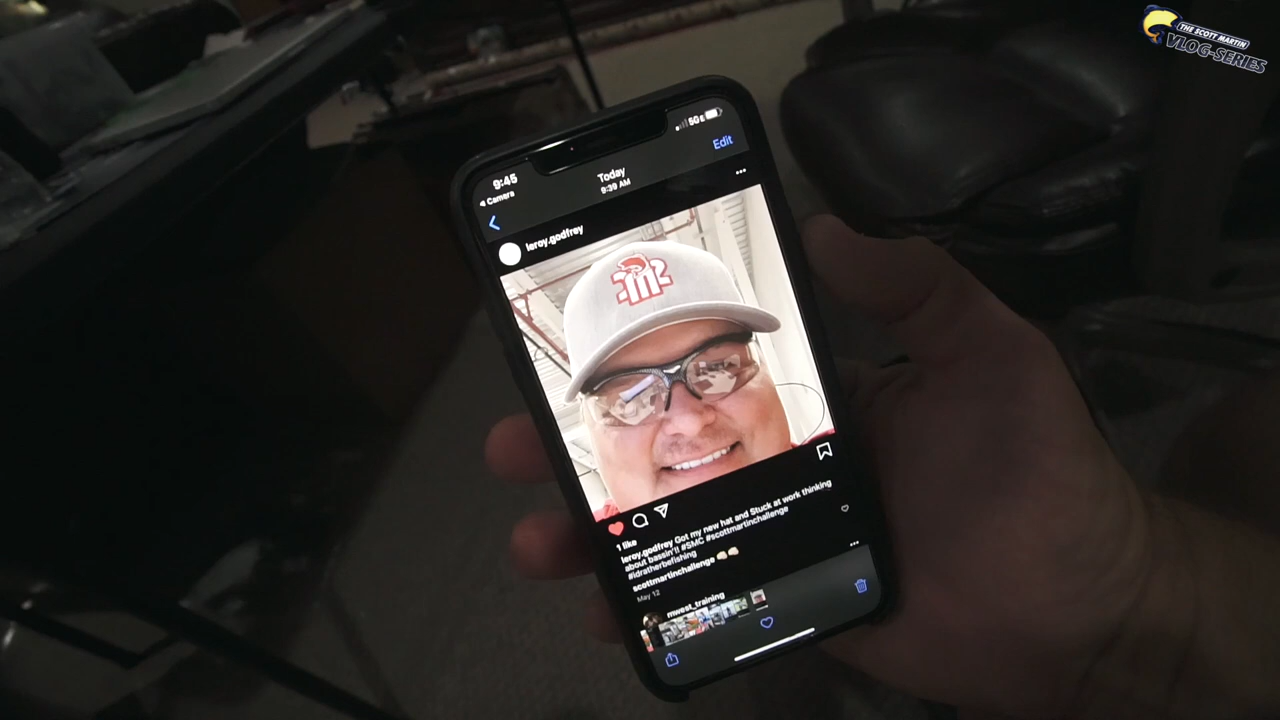 THE SCOTT MARTIN
VLOG-SERIES
5G
9:45
Today
Edit
Camera
9:39 AM
leroy.godfrey
1 like
leroy.godfrey Got my new hat and Stuck at work thinking
about bassin'!! #SMC #scottmartinchallenge
#idratherbefishing
scottmartinchallenge 👊🏻👊🏻
May 12
mwest_training